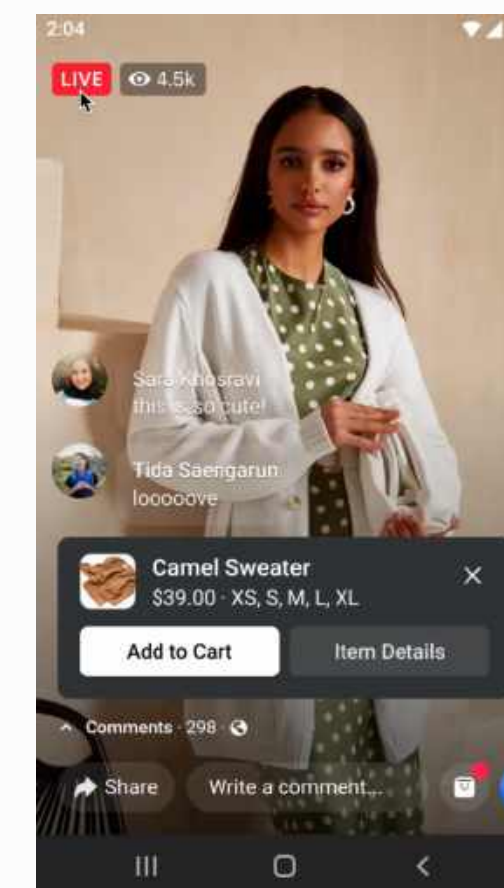 2:04
LIVE 4.5k
Sara Khosravi
this is so cute!
Tida Saengarun
looooove
Camel Sweater
$39.00 · XS, S, M, L, XL
Add to Cart Item Details
Comments · 298 ·
Share Write a comment...